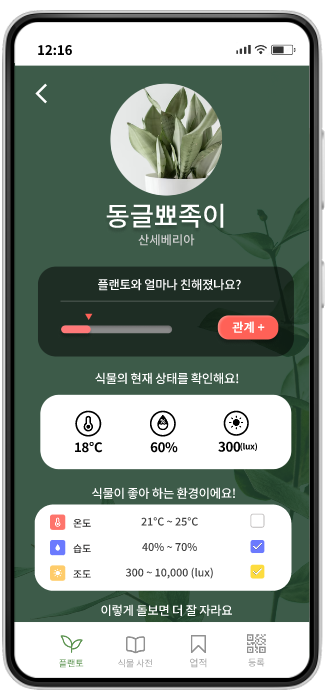 12:16
동글뾰족이
산세베리아
플랜토와 얼마나 친해졌나요?
관계 +
식물의 현재 상태를 확인해요!
18°C 60% 300(lux)
식물이 좋아 하는 환경이에요!
온도 21°C ~ 25°C
습도 40% ~ 70%
조도 300 ~ 10,000 (lux)
이렇게 돌보면 더 잘 자라요
플랜토 식물 사전 업적 등록